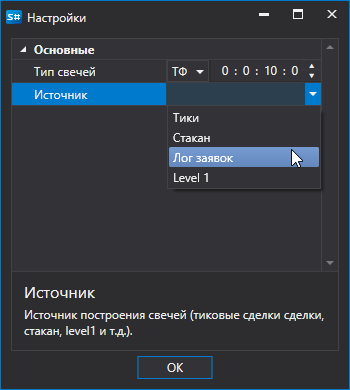 S# Настройки
Основные
Тип свечей ТФ 0 : 0 : 10 : 0
Источник
Тики
Стакан
Лог заявок
Level 1
Источник
Источник построения свечей (тиковые сделки сделки,
стакан, level1 и т.д.).
OK